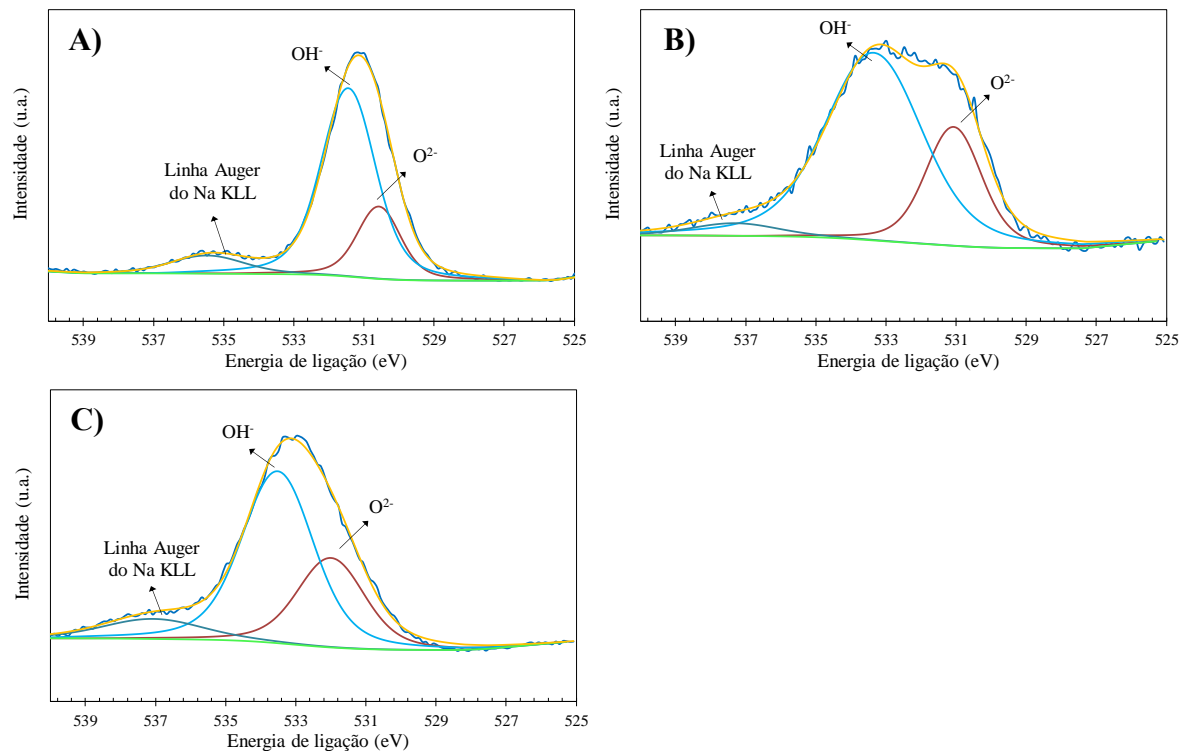 A)
OH-
O2-
Linha Auger
do Na KLL
Intensidade (u.a.)
539 537 535 533 531 529 527 525
Energia de ligação (eV)
B)
OH-
O2-
Linha Auger
do Na KLL
Intensidade (u.a.)
539 537 535 533 531 529 527 525
Energia de ligação (eV)
C)
OH-
O2-
Linha Auger
do Na KLL
Intensidade (u.a.)
539 537 535 533 531 529 527 525
Energia de ligação (eV)